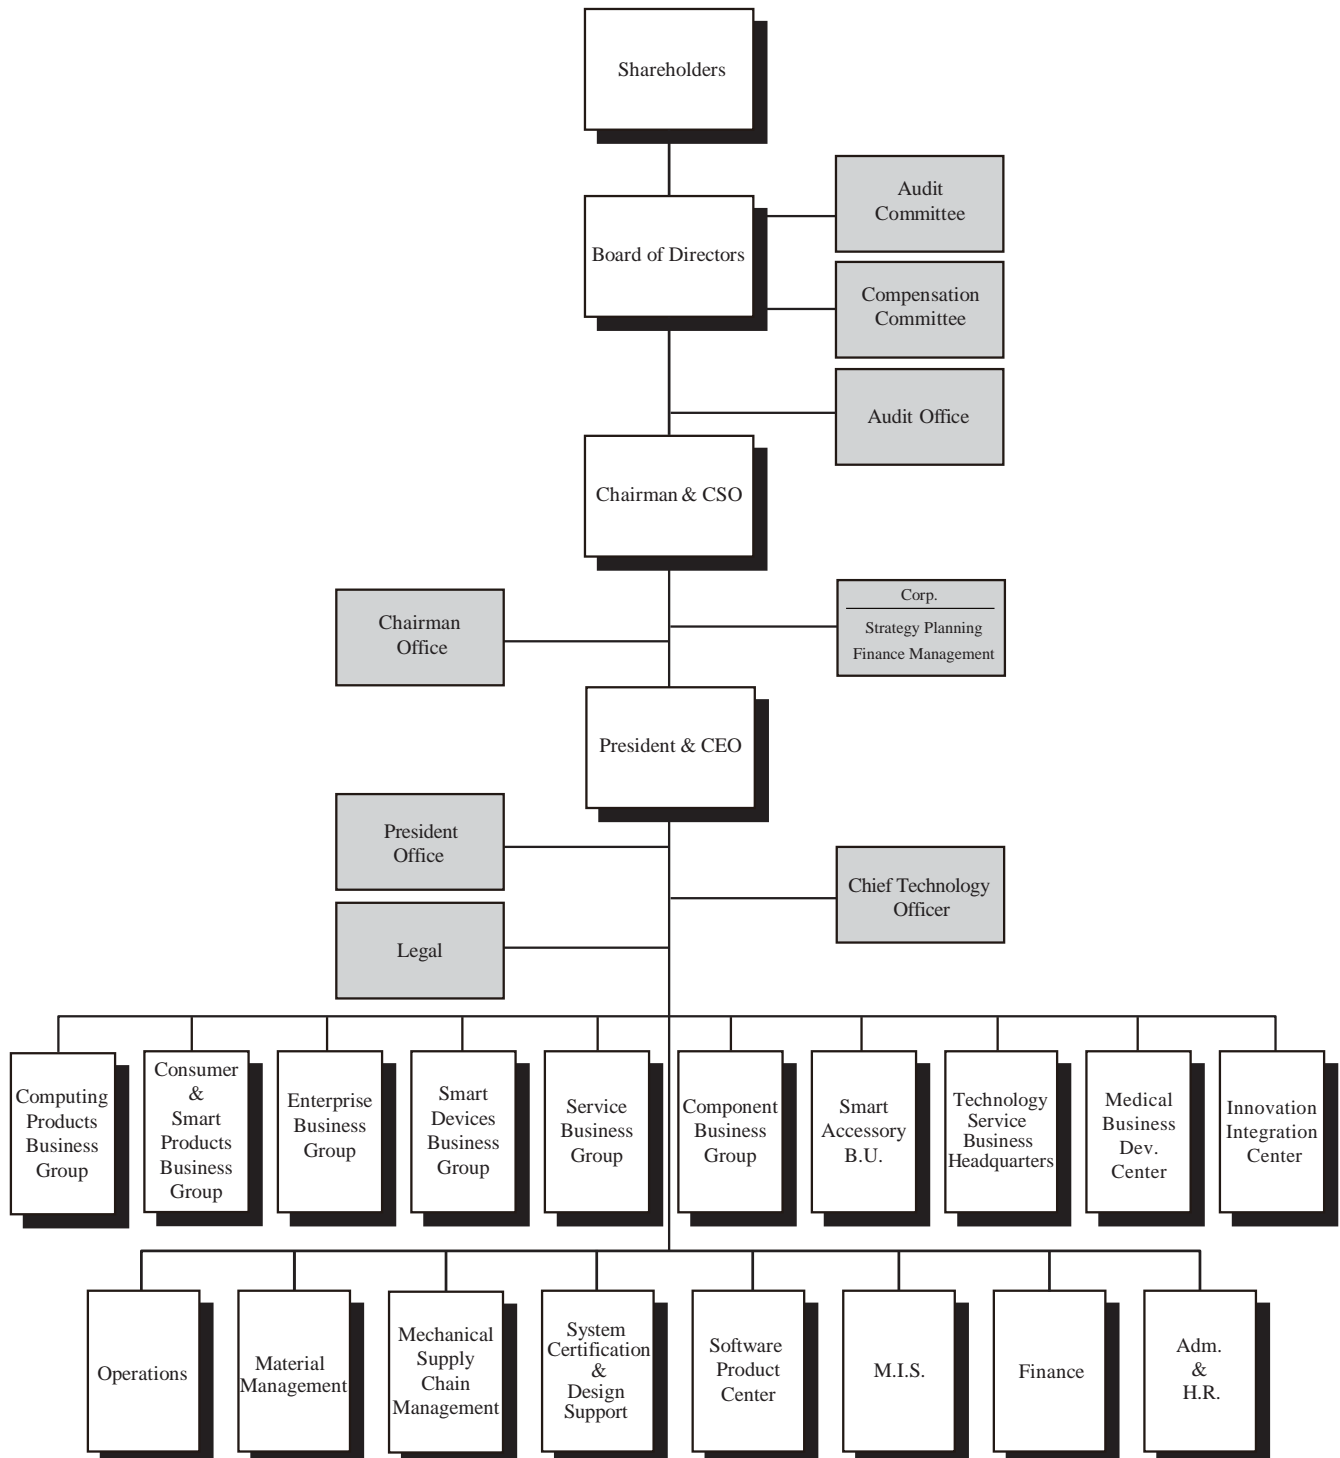 Shareholders
Board of Directors
Audit
Committee
Compensation
Committee
Audit Office
Chairman & CSO
Chairman
Office
Corp.
Strategy Planning
Finance Management
President & CEO
President
Office
Chief Technology
Officer
Legal
Computing
Products
Business
Group
Consumer
&
Smart
Products
Business
Group
Enterprise
Business
Group
Smart
Devices
Business
Group
Service
Business
Group
Component
Business
Group
Smart
Accessory
B.U.
Technology
Service
Business
Headquarters
Medical
Business
Dev.
Center
Innovation
Integration
Center
Operations
Material
Management
Mechanical
Supply
Chain
Management
System
Certification
&
Design
Support
Software
Product
Center
M.I.S.
Finance
Adm.
&
H.R.